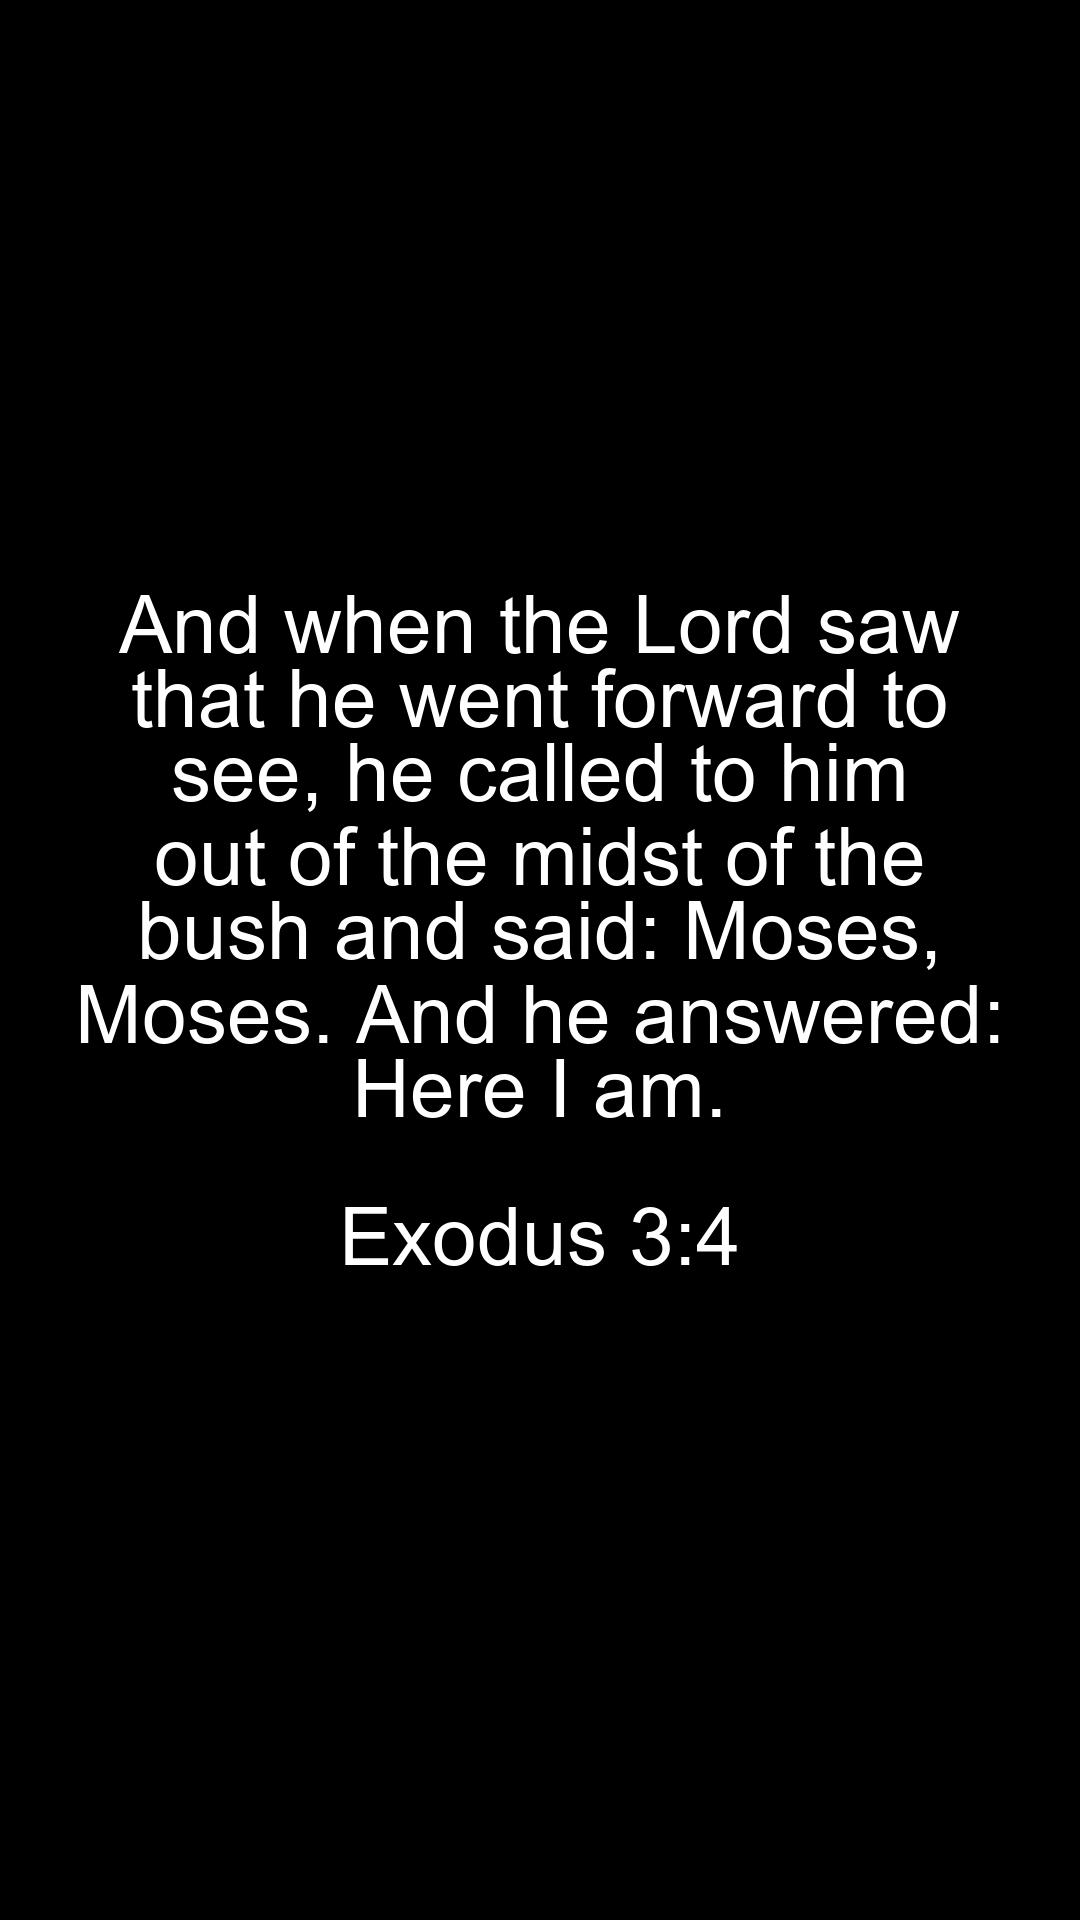 And when the Lord saw
that he went forward to
see, he called to him
out of the midst of the
bush and said: Moses,
Moses. And he answered:
Here I am.
Exodus 3:4